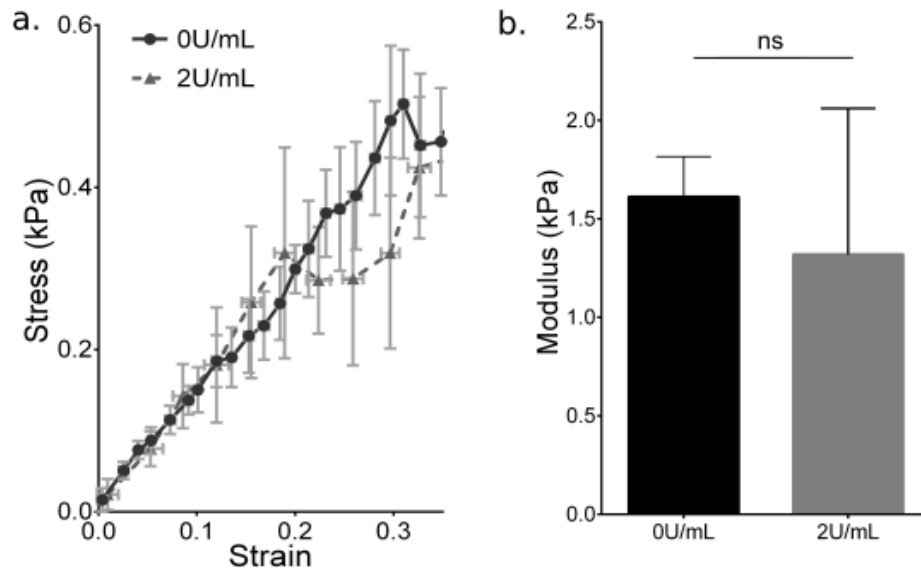 a.
0U/mL
2U/mL
Stress (kPa)
0.6
0.4
0.2
0.0
0.0 0.1 0.2 0.3
Strain
b.
ns
Modulus (kPa)
2.5
2.0
1.5
1.0
0.5
0.0
0U/mL 2U/mL